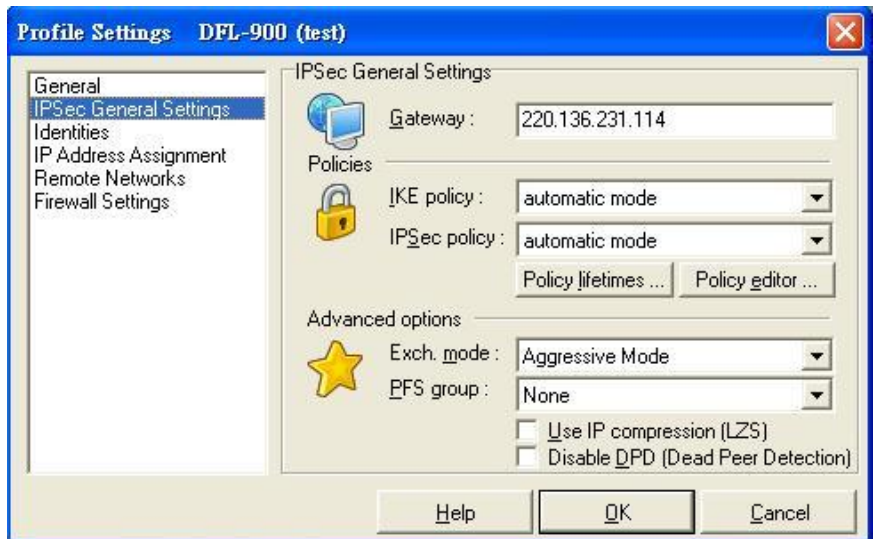 Profile Settings DFL-900 (test)
General
IPSec General Settings
Identities
IP Address Assignment
Remote Networks
Firewall Settings
IPSec General Settings
Gateway : 220.136.231.114
Policies
IKE policy : automatic mode
IPSec policy : automatic mode
Policy lifetimes ... Policy editor ...
Advanced options
Exch. mode : Aggressive Mode
PFS group : None
Use IP compression (LZS)
Disable DPD (Dead Peer Detection)
Help OK Cancel